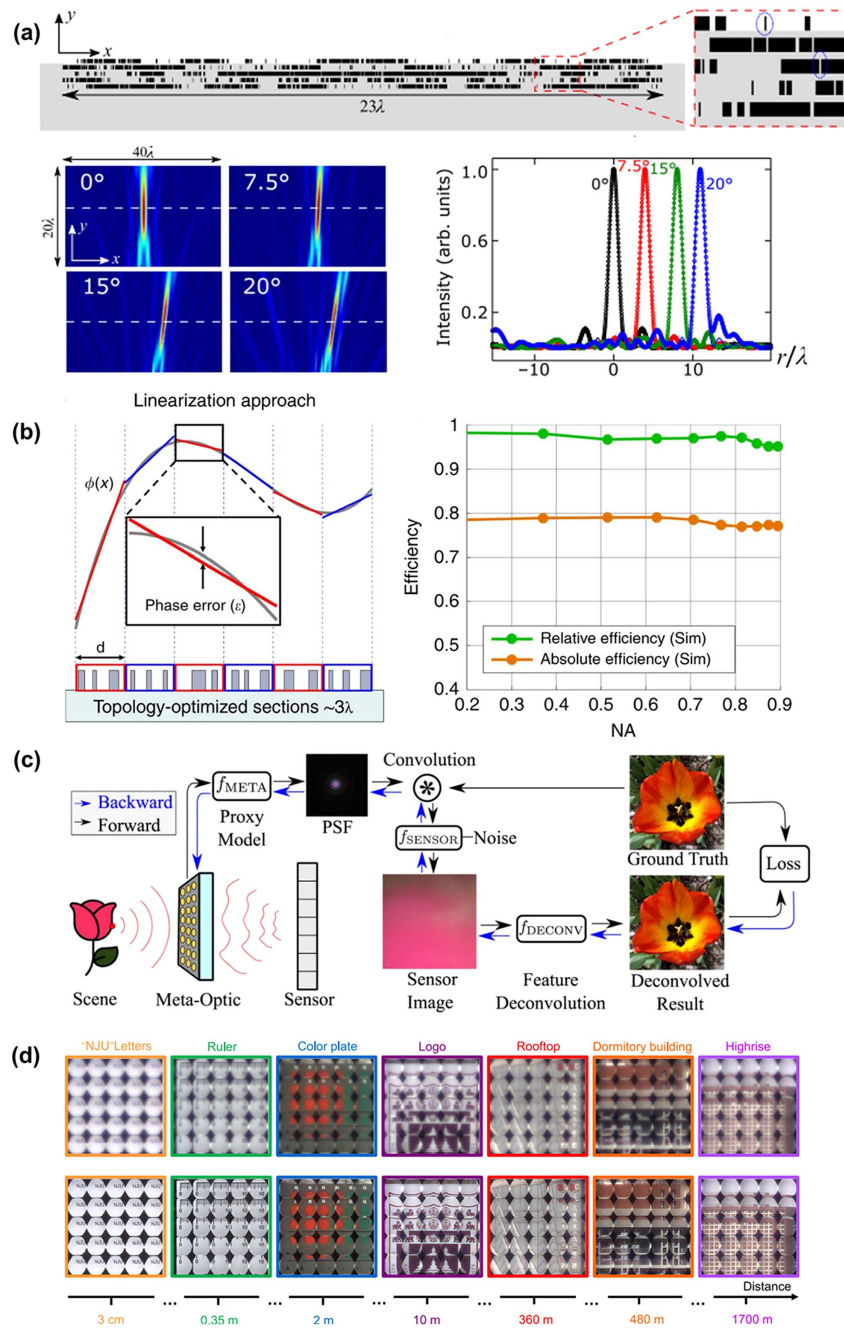 (a)
y
x
23λ
40λ
20λ
0°
7.5°
y
x
15°
20°
Intensity (arb. units)
1.0
0.6
0.2
0°
7.5°
15°
20°
−10
0
10
r/λ
Linearization approach
(b)
ϕ(x)
Phase error (ε)
d
Topology-optimized sections ~3λ
Efficiency
1
0.9
0.8
0.7
0.6
0.5
0.4
Relative efficiency (Sim)
Absolute efficiency (Sim)
0.2 0.3 0.4 0.5 0.6 0.7 0.8 0.9
NA
(c)
Backward
Forward
fMETA
Proxy
Model
PSF
Convolution
*
fSENSOR
Noise
Ground Truth
Loss
Scene
Meta-Optic
Sensor
Sensor
Image
fDECONV
Feature
Deconvolution
Deconvolved
Result
(d)
"NJU"Letters
Ruler
Color plate
Logo
Rooftop
Dormitory building
Highrise
Distance
... ... ... ... ... ...
3 cm
0.35 m
2 m
10 m
360 m
480 m
1700 m